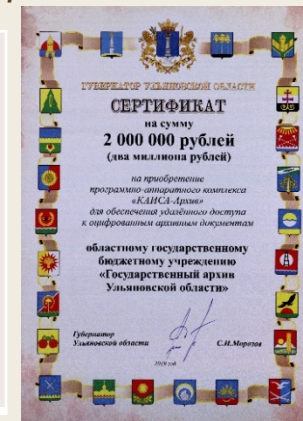 ГУБЕРНАТОР УЛЬЯНОВСКОЙ ОБЛАСТИ
СЕРТИФИКАТ
на сумму
2 000 000 рублей
(два миллиона рублей)
на приобретение
программно-аппаратного комплекса
«КАИСА-Архив»
для обеспечения удалённого доступа
к оцифрованным архивным документам
областному государственному
бюджетному учреждению
«Государственный архив
Ульяновской области»
Губернатор
Ульяновской области
С.И.Морозов